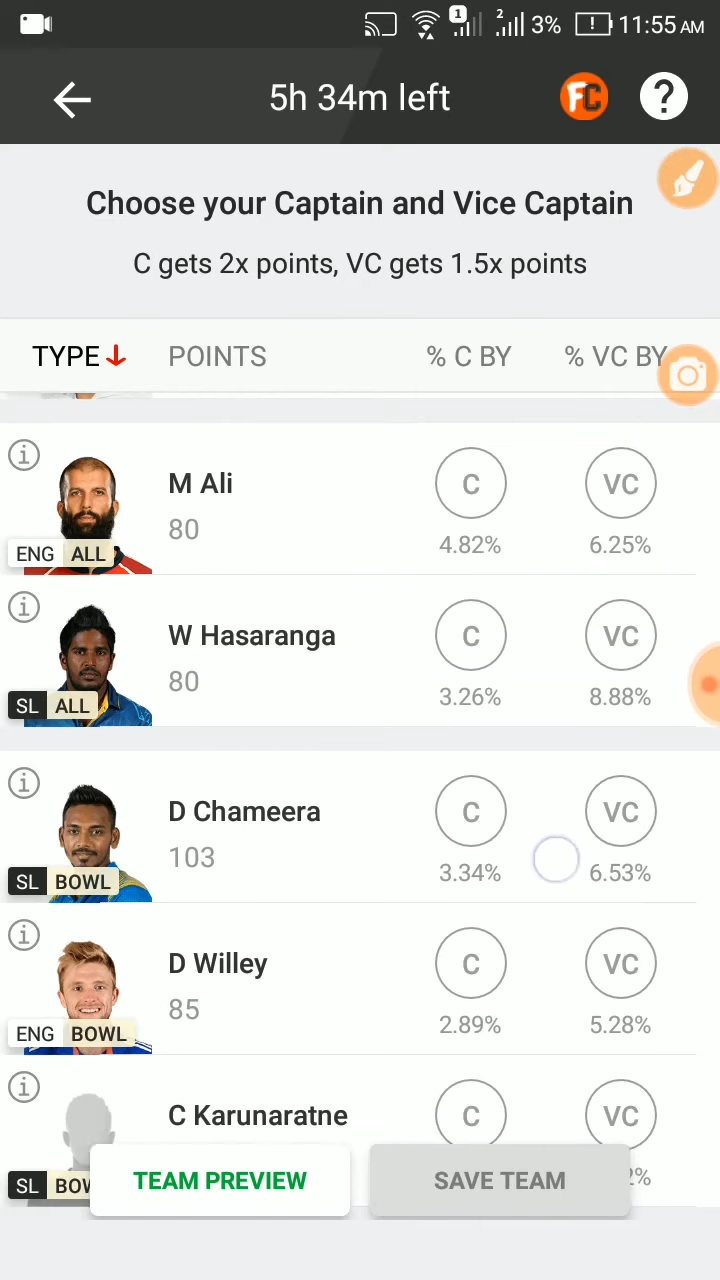 1 2 3% ! 11:55 AM
5h 34m left FC ?
Choose your Captain and Vice Captain
C gets 2x points, VC gets 1.5x points
TYPE POINTS % C BY % VC BY
M Ali C VC
80 4.82% 6.25%
ENG ALL
W Hasaranga C VC
80 3.26% 8.88%
SL ALL
D Chameera C VC
103 3.34% 6.53%
SL BOWL
D Willey C VC
85 2.89% 5.28%
ENG BOWL
C Karunaratne C VC
SL
TEAM PREVIEW SAVE TEAM